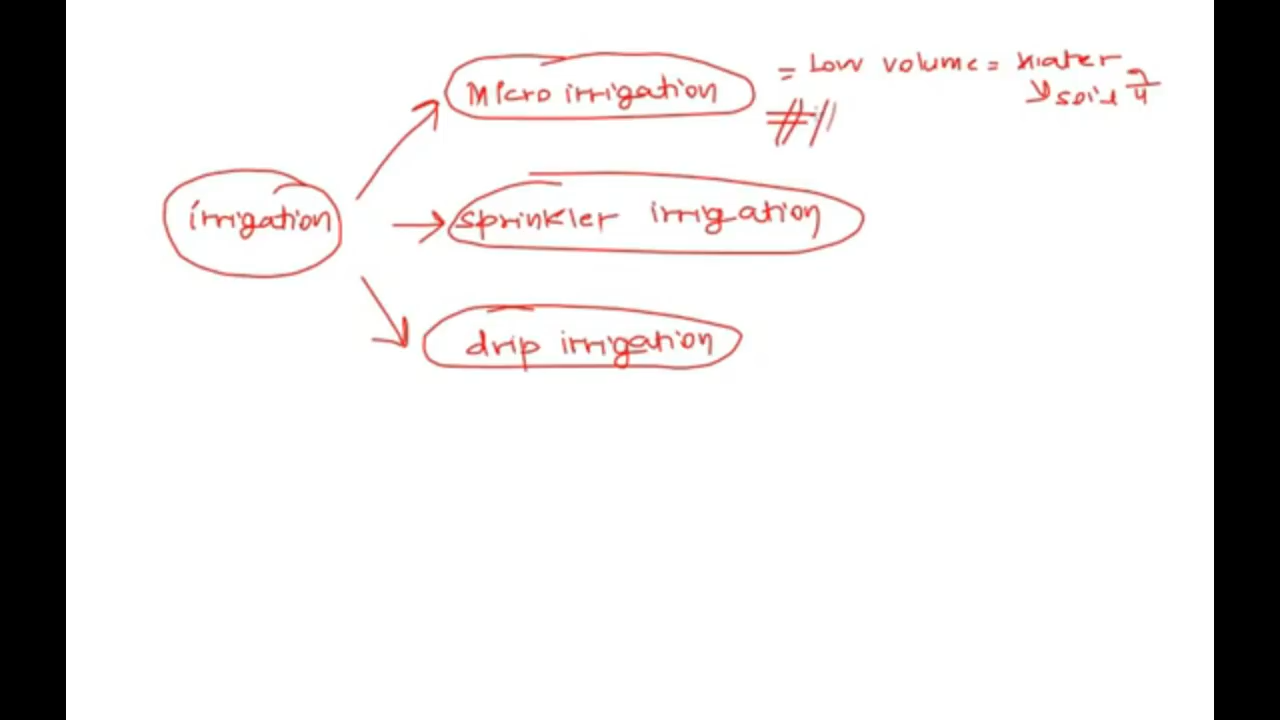 Micro irrigation = Low volume = water
soil
irrigation
sprinkler irrigation
drip irrigation